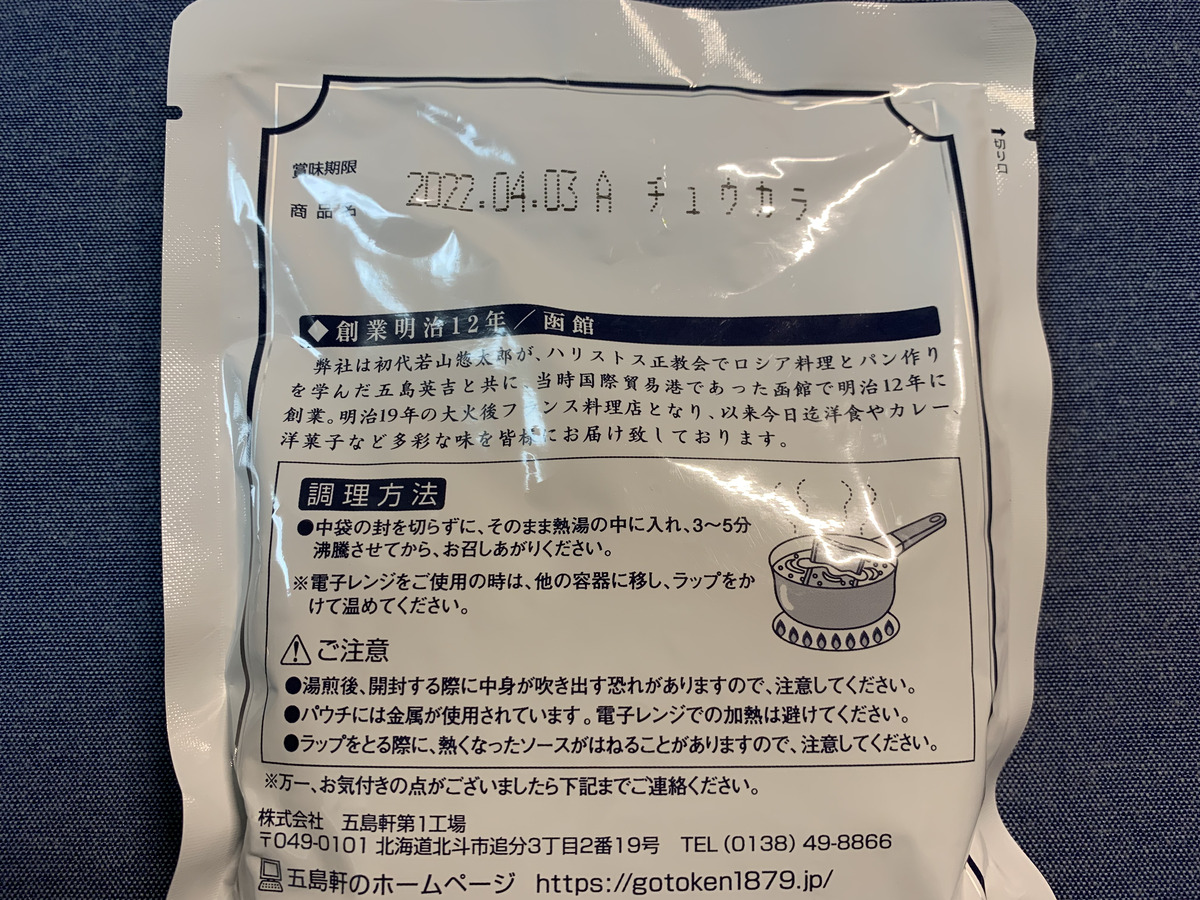 切り口
賞味期限
商品名
2022.04.03 A チュウカラ
◆創業明治12年／函館
弊社は初代若山惣太郎が、ハリストス正教会でロシア料理とパン作り
を学んだ五島英吉と共に、当時国際貿易港であった函館で明治12年に
創業。明治19年の大火後フランス料理店となり、以来今日迄洋食やカレー、
洋菓子など多彩な味を皆様にお届け致しております。
調理方法
●中袋の封を切らずに、そのまま熱湯の中に入れ、3〜5分
沸騰させてから、お召しあがりください。
※電子レンジをご使用の時は、他の容器に移し、ラップをか
けて温めてください。
ご注意
●湯煎後、開封する際に中身が吹き出す恐れがありますので、注意してください。
●パウチには金属が使用されています。電子レンジでの加熱は避けてください。
●ラップをとる際に、熱くなったソースがはねることがありますので、注意してください。
※万一、お気付きの点がございましたら下記までご連絡ください。
株式会社 五島軒第1工場
〒049-0101 北海道北斗市追分3丁目2番19号 TEL (0138) 49-8866
五島軒のホームページ https://gotoken1879.jp/